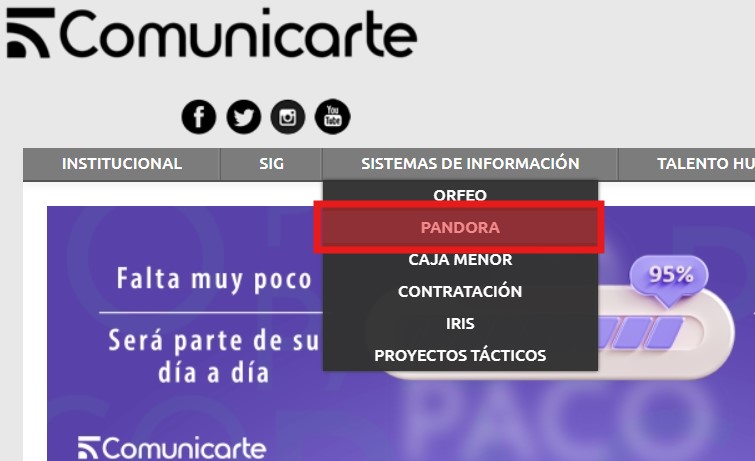 Comunicarte
You
Tube
INSTITUCIONAL SIG SISTEMAS DE INFORMACIÓN TALENTO HU
ORFEO
PANDORA
CAJA MENOR
CONTRATACIÓN
IRIS
PROYECTOS TÁCTICOS
Falta muy poco
Será parte de su
día a día
95%
PACO
Comunicarte